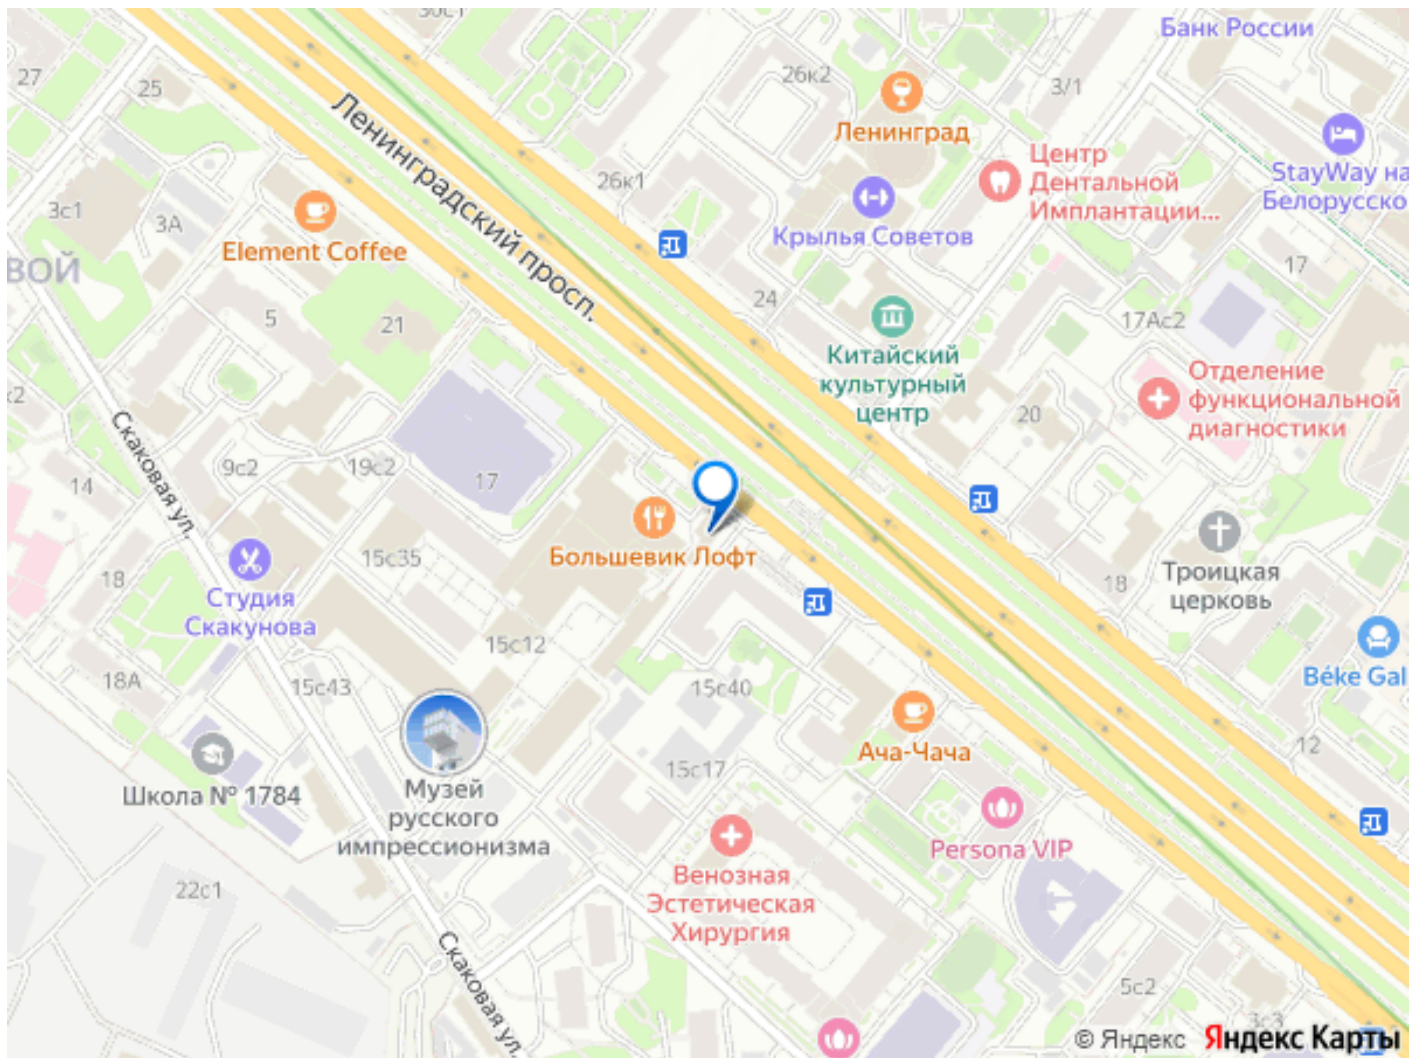 Банк России
26к2
27
25
3/1
Ленинград
Ленинградский просп.
Центр
Дентальной
Имплантации...
StayWay на
Белорусско
26к1
3с1
3А
Крылья Советов
Element Coffee
ВОЙ
17
24
5
21
17Ас2
Китайский
культурный
центр
Отделение
функциональной
диагностики
20
Скаковая ул.
9с2
19с2
17
14
Большевик Лофт
15с35
18
Студия
Скакунова
18
Троицкая
церковь
15с12
Béke Gal
18А
15с43
15с40
Ача-Чача
12
15с17
Школа № 1784
Музей
русского
импрессионизма
Persona VIP
Венозная
Эстетическая
Хирургия
22с1
Скаковая ул.
5с2
3с3
© Яндекс
Яндекс Карты